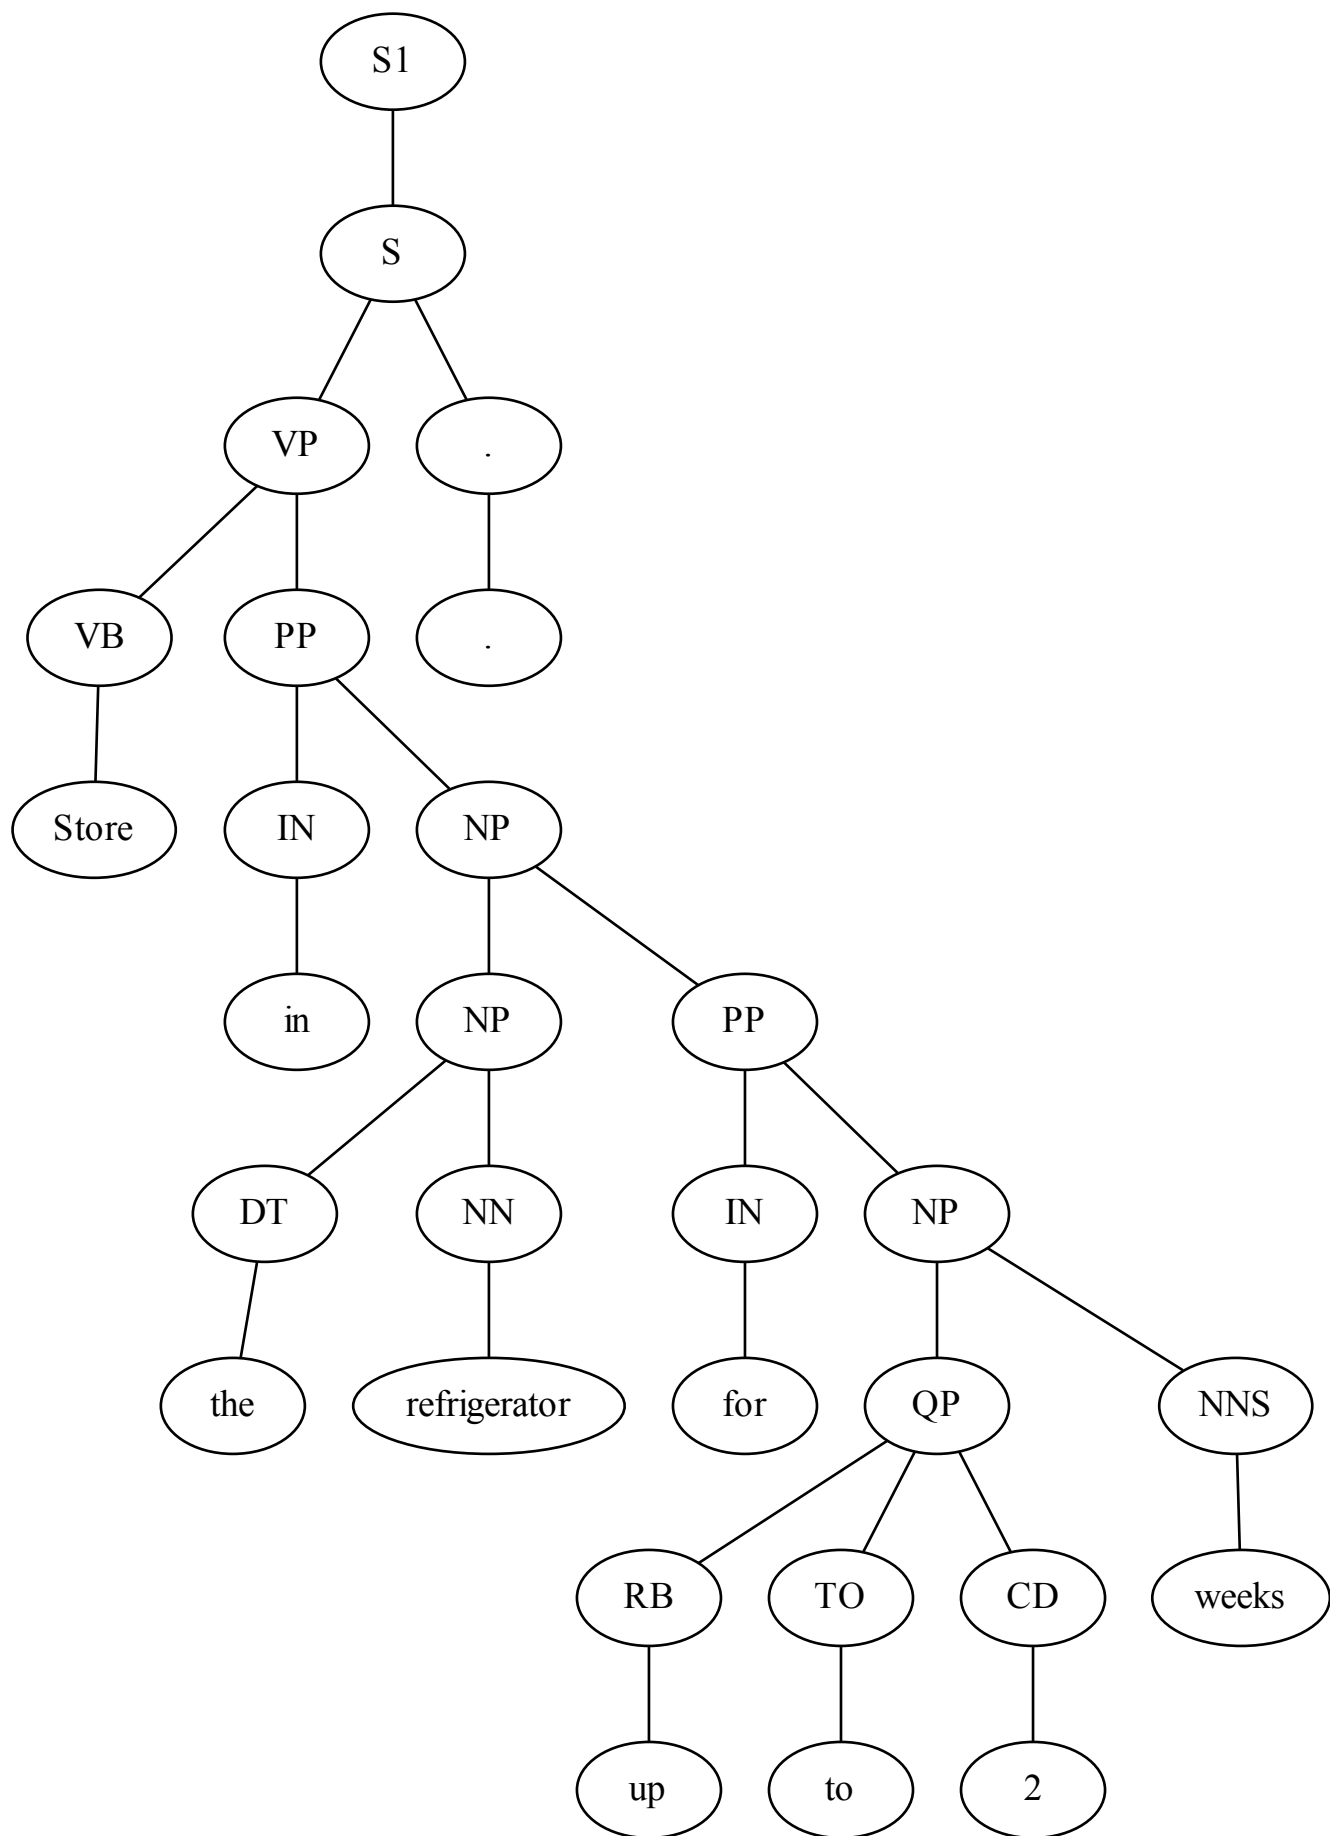 S1
S
VP .
VB PP .
Store IN NP
in NP PP
DT NN IN NP
the refrigerator for QP NNS
RB TO CD weeks
up to 2